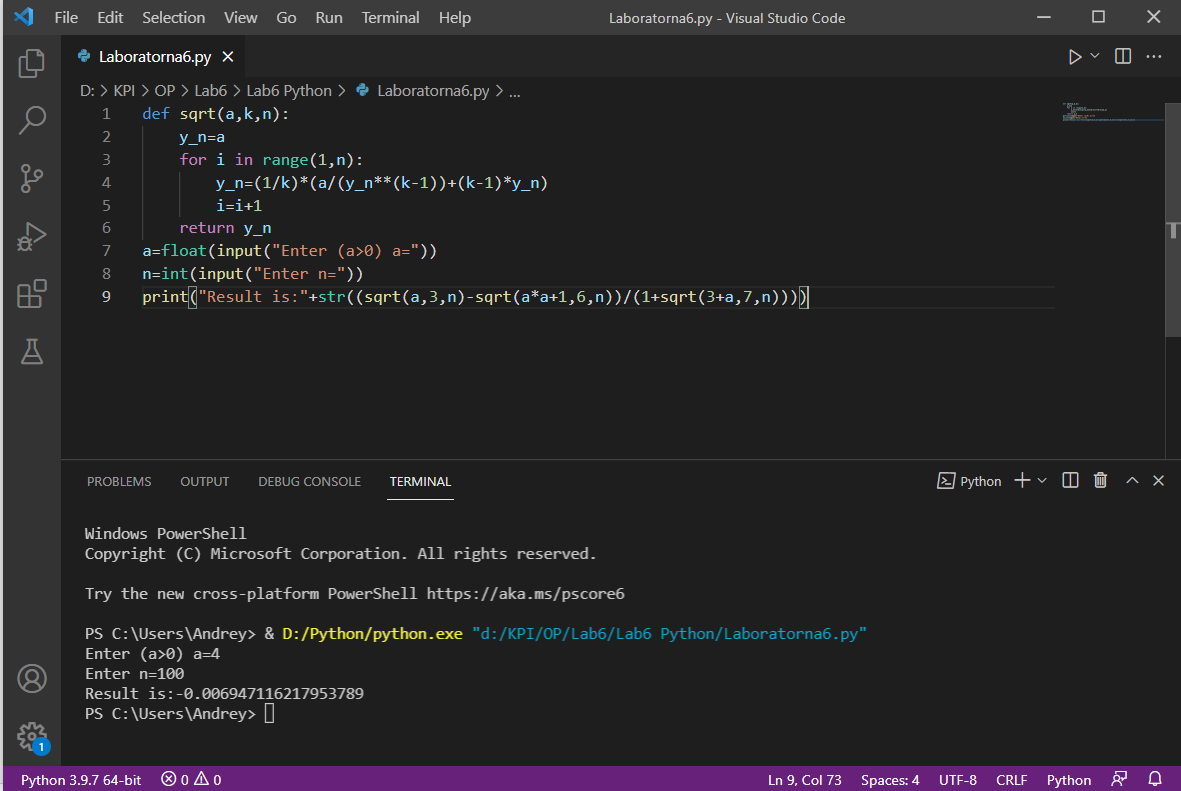 File Edit Selection View Go Run Terminal Help Laboratorna6.py - Visual Studio Code
Laboratorna6.py
D: > KPI > OP > Lab6 > Lab6 Python > Laboratorna6.py > ...
1 def sqrt(a,k,n):
2     y_n=a
3     for i in range(1,n):
4         y_n=(1/k)*(a/(y_n**(k-1))+(k-1)*y_n)
5         i=i+1
6     return y_n
7 a=float(input("Enter (a>0) a="))
8 n=int(input("Enter n="))
9 print("Result is:"+str((sqrt(a,3,n)-sqrt(a*a+1,6,n))/(1+sqrt(3+a,7,n))))
PROBLEMS OUTPUT DEBUG CONSOLE TERMINAL Python
Windows PowerShell
Copyright (C) Microsoft Corporation. All rights reserved.
Try the new cross-platform PowerShell https://aka.ms/pscore6
PS C:\Users\Andrey> & D:/Python/python.exe "d:/KPI/OP/Lab6/Lab6 Python/Laboratorna6.py"
Enter (a>0) a=4
Enter n=100
Result is:-0.006947116217953789
PS C:\Users\Andrey>
1
Python 3.9.7 64-bit 0 0 Ln 9, Col 73 Spaces: 4 UTF-8 CRLF Python